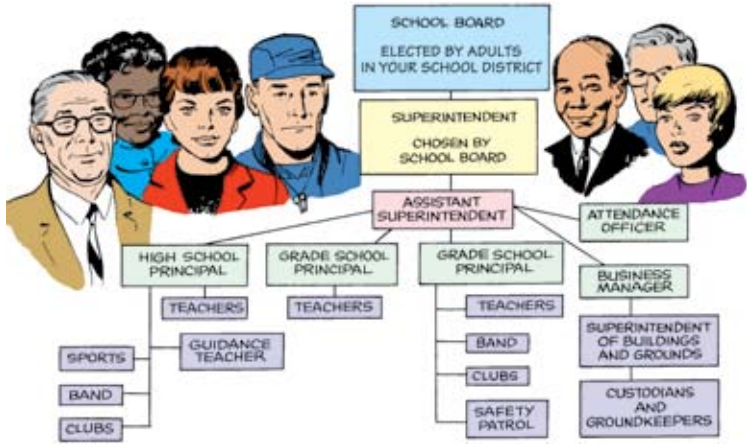 SCHOOL BOARD
ELECTED BY ADULTS
IN YOUR SCHOOL DISTRICT
SUPERINTENDENT
CHOSEN BY
SCHOOL BOARD
ASSISTANT
SUPERINTENDENT
ATTENDANCE
OFFICER
HIGH SCHOOL
PRINCIPAL
GRADE SCHOOL
PRINCIPAL
GRADE SCHOOL
PRINCIPAL
BUSINESS
MANAGER
TEACHERS
TEACHERS
TEACHERS
GUIDANCE
TEACHER
SPORTS
BAND
CLUBS
BAND
CLUBS
SAFETY
PATROL
SUPERINTENDENT
OF BUILDINGS
AND GROUNDS
CUSTODIANS
AND
GROUNDKEEPERS